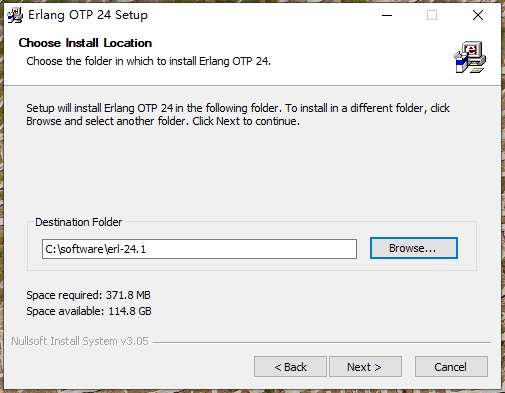 Erlang OTP 24 Setup
Choose Install Location
Choose the folder in which to install Erlang OTP 24.
Setup will install Erlang OTP 24 in the following folder. To install in a different folder, click
Browse and select another folder. Click Next to continue.
Destination Folder
C:\software\erl-24.1
Browse...
Space required: 371.8 MB
Space available: 114.8 GB
Nullsoft Install System v3.05
< Back
Next >
Cancel